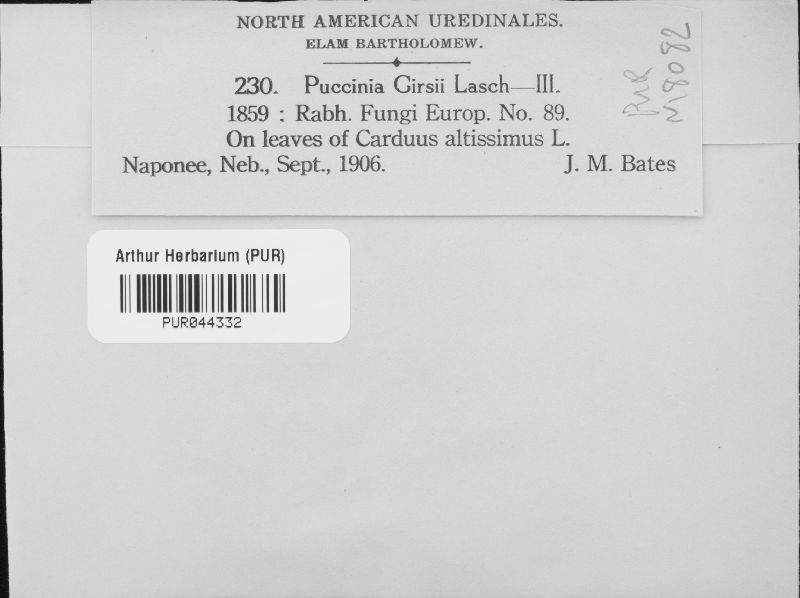 NORTH AMERICAN UREDINALES.
ELAM BARTHOLOMEW.
230. Puccinia Cirsii Lasch—III.
1859 : Rabh. Fungi Europ. No. 89.
On leaves of Carduus altissimus L.
Naponee, Neb., Sept., 1906. J. M. Bates
N18082
Arthur Herbarium (PUR)
PUR044332